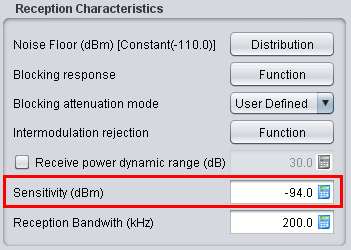 Reception Characteristics
Noise Floor (dBm) [Constant(-110.0)] Distribution
Blocking response Function
Blocking attenuation mode User Defined
Intermodulation rejection Function
Receive power dynamic range (dB) 30.0
Sensitivity (dBm) -94.0
Reception Bandwith (kHz) 200.0